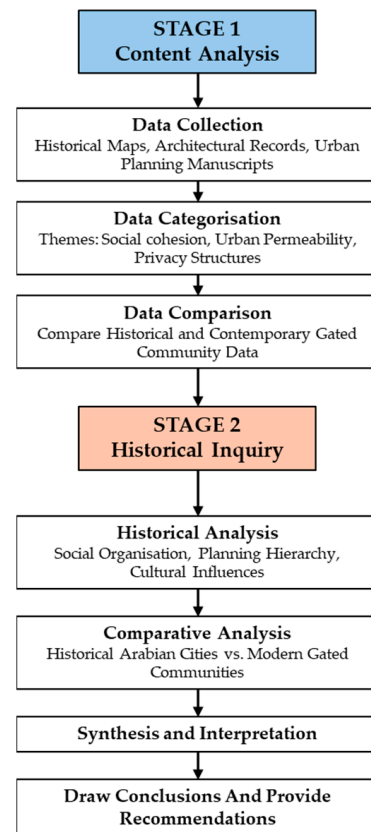 STAGE 1
Content Analysis
Data Collection
Historical Maps, Architectural Records, Urban
Planning Manuscripts
Data Categorisation
Themes: Social cohesion, Urban Permeability,
Privacy Structures
Data Comparison
Compare Historical and Contemporary Gated
Community Data
STAGE 2
Historical Inquiry
Historical Analysis
Social Organisation, Planning Hierarchy,
Cultural Influences
Comparative Analysis
Historical Arabian Cities vs. Modern Gated
Communities
Synthesis and Interpretation
Draw Conclusions And Provide
Recommendations